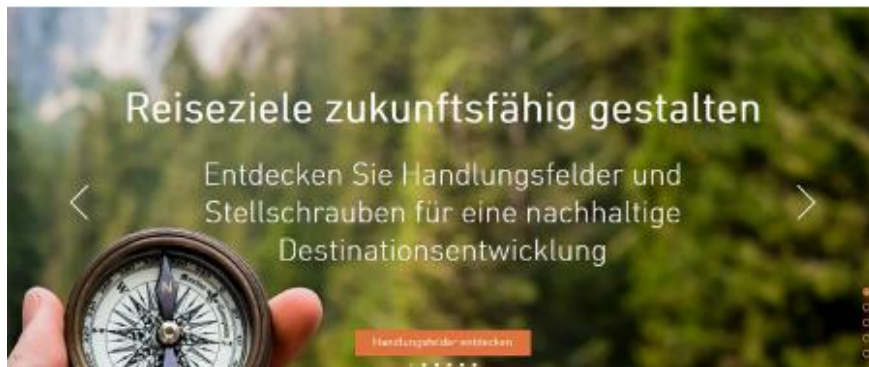 Reiseziele zukunftsfähig gestalten
Entdecken Sie Handlungsfelder und
Stellschrauben für eine nachhaltige
Destinationsentwicklung
Handlungsfelder entdecken
N